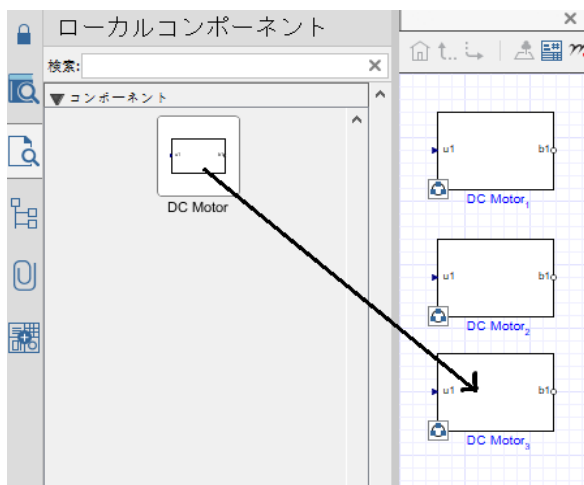 ローカルコンポーネント
検索:
▼コンポーネント
u1
DC Motor
t..
u1 b1
DC Motor₁
u1 b1
DC Motor₂
u1 b1
DC Motor₃